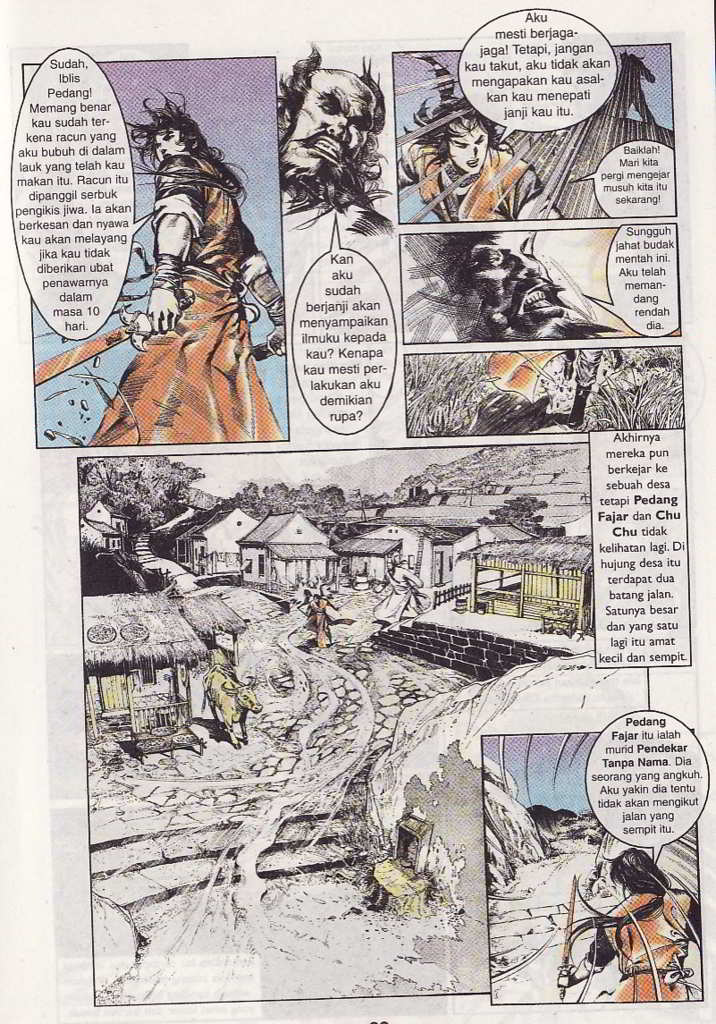 Sudah,
Iblis
Pedang!
Memang benar
kau sudah ter-
kena racun yang
aku bubuh di dalam
lauk yang telah kau
makan itu. Racun itu
dipanggil serbuk
pengikis jiwa. Ia akan
berkesan dan nyawa
kau akan melayang
jika kau tidak
diberikan ubat
penawarnya
dalam
masa 10
hari.
Kan
aku
sudah
berjanji akan
menyampaikan
ilmuku kepada
kau? Kenapa
kau mesti per-
lakukan aku
demikian
rupa?
Aku
mesti berjaga-
jaga! Tetapi, jangan
kau takut, aku tidak akan
mengapakan kau asal-
kan kau menepati
janji kau itu.
Baiklah!
Mari kita
pergi mengejar
musuh kita itu
sekarang!
Sungguh
jahat budak
mentah ini.
Aku telah
meman-
dang
rendah
dia.
Akhirnya
mereka pun
berkejar ke
sebuah desa
tetapi Pedang
Fajar dan Chu
Chu tidak
kelihatan lagi. Di
hujung desa itu
terdapat dua
batang jalan.
Satunya besar
dan yang satu
lagi itu amat
kecil dan sempit.
Pedang
Fajar itu ialah
murid Pendekar
Tanpa Nama. Dia
seorang yang angkuh.
Aku yakin dia tentu
tidak akan mengikut
jalan yang
sempit itu.